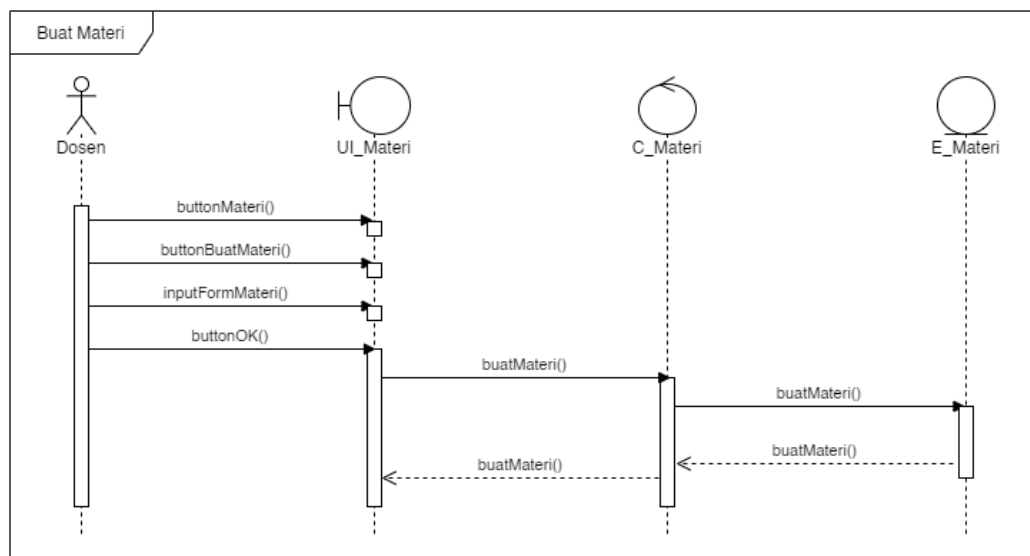 Buat Materi
Dosen
UI_Materi
C_Materi
E_Materi
buttonMateri()
buttonBuatMateri()
inputFormMateri()
buttonOK()
buatMateri()
buatMateri()
buatMateri()
buatMateri()